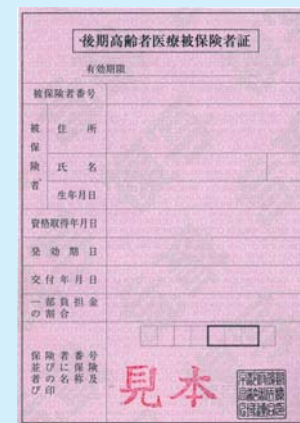 後期高齢者医療被保険者証
有効期限
被保険者番号
被保険者
住所
氏名
生年月日
資格取得年月日
発効期日
交付年月日
一部負担金
の割合
保険者番号
並びに保険
者の名称及
び印
見本